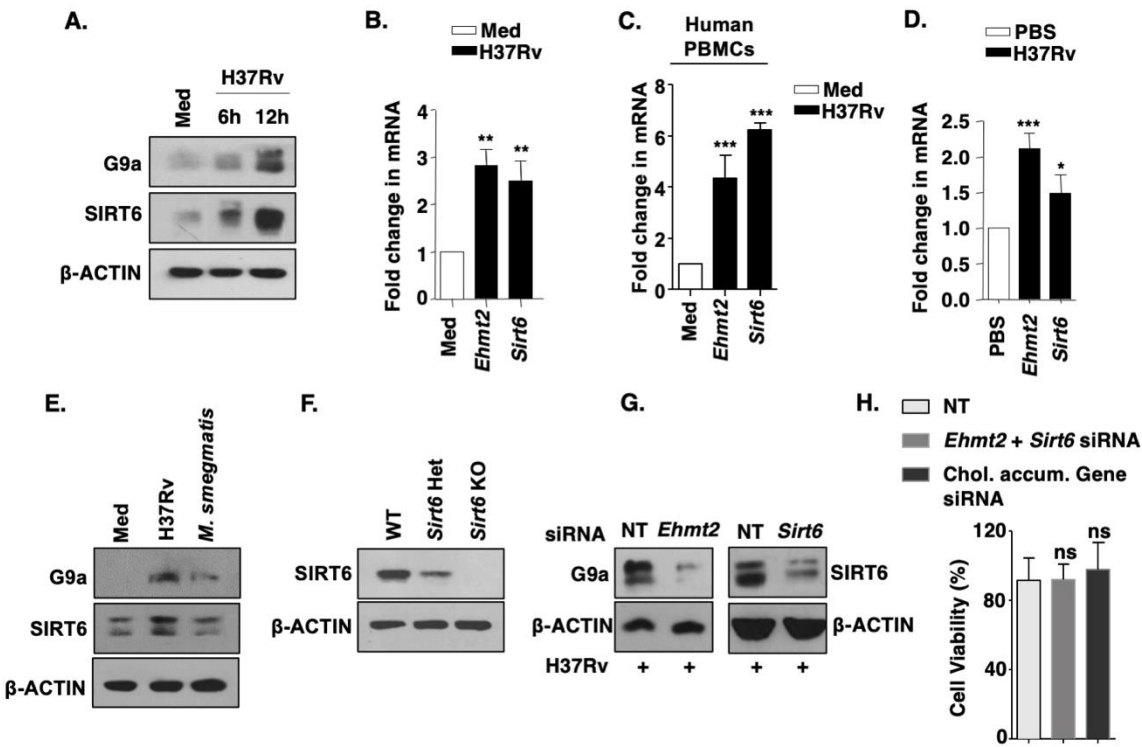 A.
H37Rv
Med
6h
12h
G9a
SIRT6
β-ACTIN
B.
Med
H37Rv
Fold change in mRNA
4
3
2
1
0
Med
Ehmt2
Sirt6
**
**
C.
Human
PBMCs
Med
H37Rv
Fold change in mRNA
8
6
4
2
0
Med
Ehmt2
Sirt6
***
***
D.
PBS
H37Rv
Fold change in mRNA
2.5
2.0
1.5
1.0
0.5
0.0
PBS
Ehmt2
Sirt6
***
*
E.
Med
H37Rv
M. smegmatis
G9a
SIRT6
β-ACTIN
F.
WT
Sirt6 Het
Sirt6 KO
SIRT6
β-ACTIN
G.
siRNA NT Ehmt2 NT Sirt6
G9a SIRT6
β-ACTIN β-ACTIN
H37Rv + + + +
H.
NT
Ehmt2 + Sirt6 siRNA
Chol. accum. Gene
siRNA
Cell Viability (%)
120
80
40
0
ns
ns